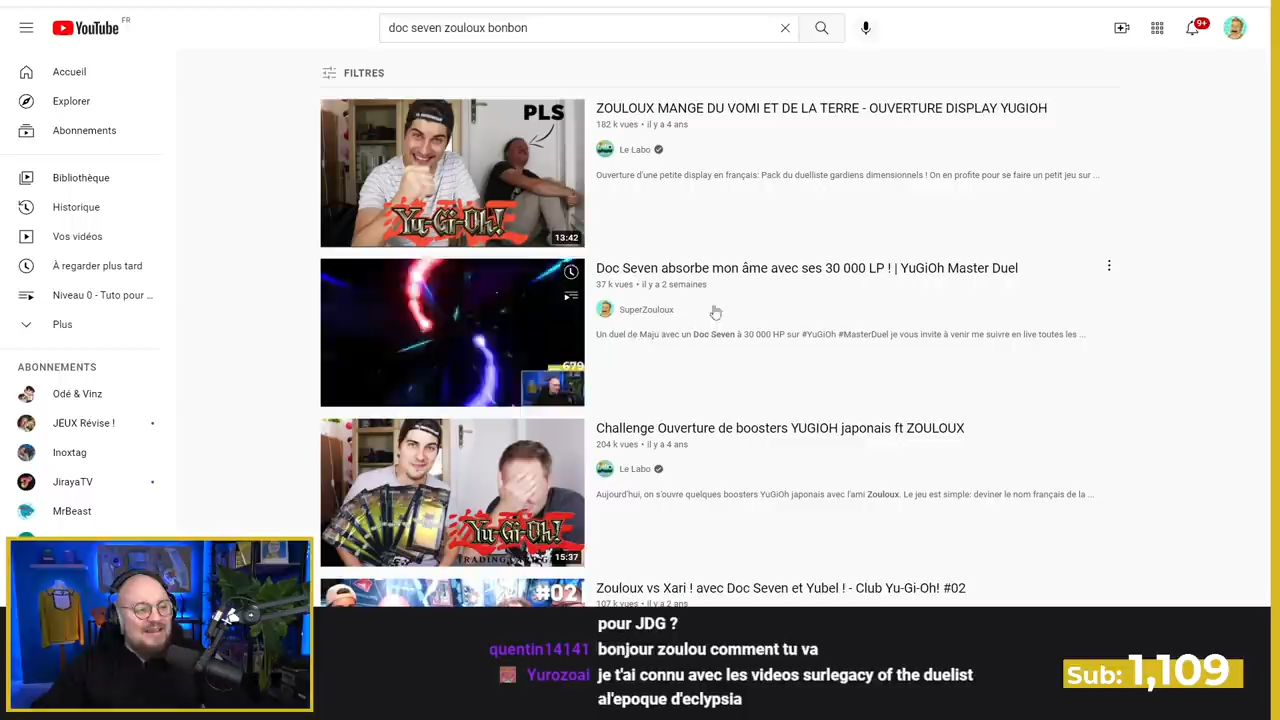 YouTube FR
doc seven zouloux bonbon
9+
Accueil
Explorer
Abonnements
Bibliothèque
Historique
Vos vidéos
À regarder plus tard
Niveau 0 - Tuto pour ...
Plus
ABONNEMENTS
Odé & Vinz
JEUX Révise !
Inoxtag
JirayaTV
MrBeast
FILTRES
PLS
Yu-Gi-Oh!
13:42
ZOULOUX MANGE DU VOMI ET DE LA TERRE - OUVERTURE DISPLAY YUGIOH
182 k vues • il y a 4 ans
Le Labo
Ouverture d'une petite display en français: Pack du duelliste gardiens dimensionnels ! On en profite pour se faire un petit jeu sur ...
679
Doc Seven absorbe mon âme avec ses 30 000 LP ! | YuGiOh Master Duel
37 k vues • il y a 2 semaines
SuperZouloux
Un duel de Maju avec un Doc Seven à 30 000 HP sur #YuGiOh #MasterDuel je vous invite à venir me suivre en live toutes les ...
Yu-Gi-Oh!
15:37
Challenge Ouverture de boosters YUGIOH japonais ft ZOULOUX
204 k vues • il y a 4 ans
Le Labo
Aujourd'hui, on s'ouvre quelques boosters YuGiOh japonais avec l'ami Zouloux. Le jeu est simple: deviner le nom français de la ...
#02
Zouloux vs Xari ! avec Doc Seven et Yubel ! - Club Yu-Gi-Oh! #02
107 k vues • il y a 2 ans
pour JDG ?
quentin14141 bonjour zoulou comment tu va
Yurozoai je t'ai connu avec les videos surlegacy of the duelist
al'epoque d'eclypsia
Sub: 1,109